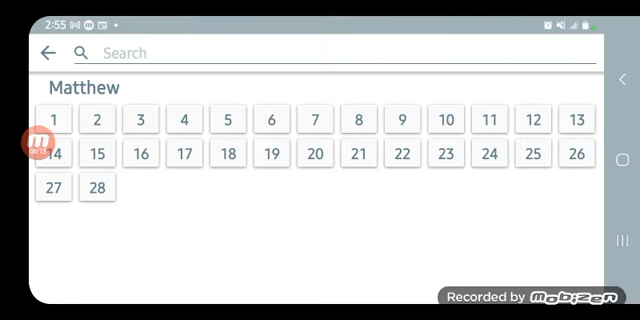 2:55
Search
Matthew
1 2 3 4 5 6 7 8 9 10 11 12 13
14 15 16 17 18 19 20 21 22 23 24 25 26
27 28
Recorded by Mobizen